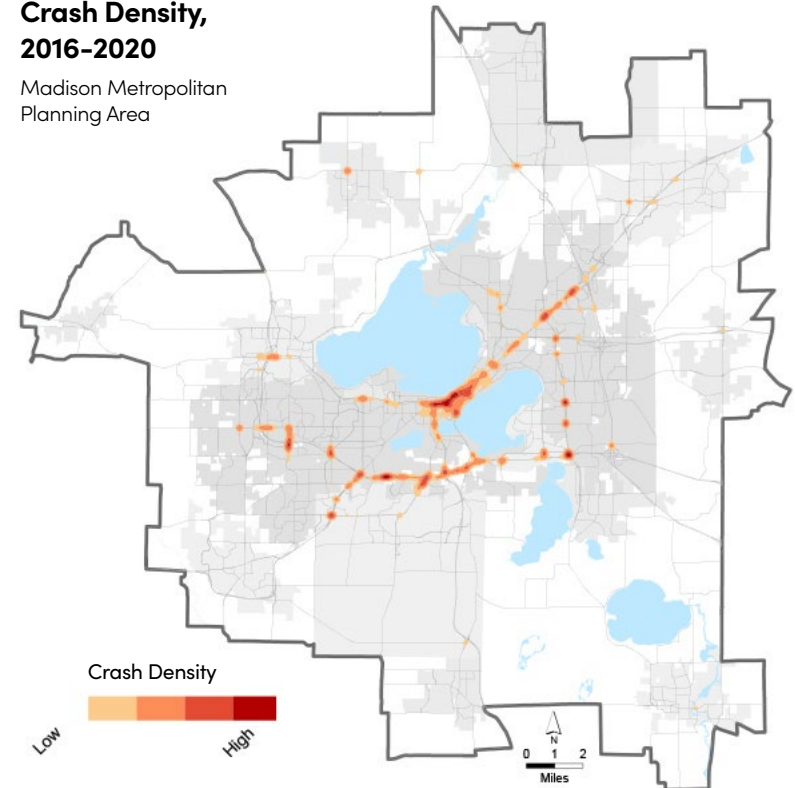 Crash Density,
2016-2020
Madison Metropolitan
Planning Area
Crash Density
Low
High
N
0 1 2
Miles